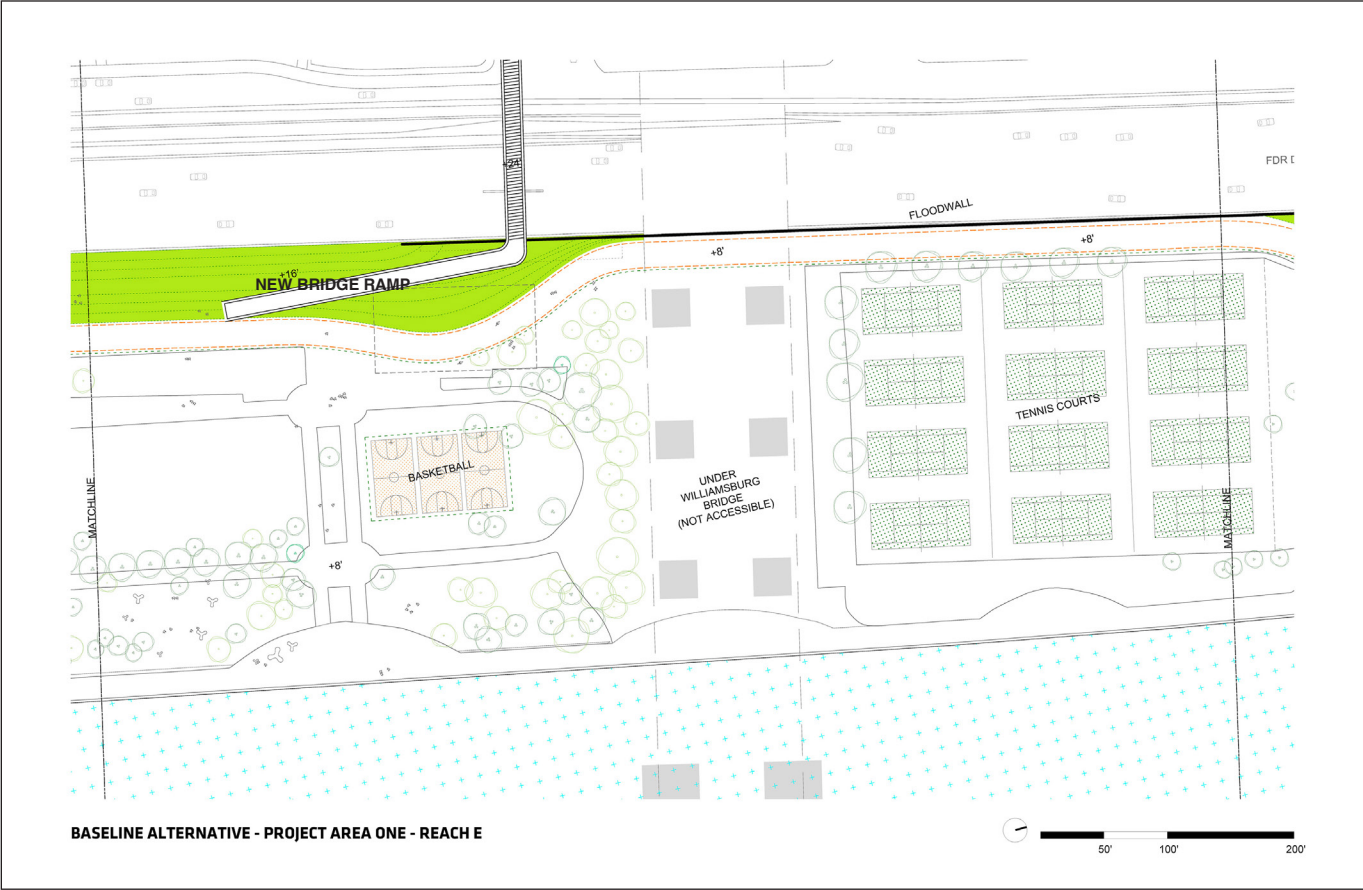 +24'
FDR D
FLOODWALL
+8'
+8'
+16'
NEW BRIDGE RAMP
TENNIS COURTS
BASKETBALL
UNDER
WILLIAMSBURG
BRIDGE
(NOT ACCESSIBLE)
MATCHLINE
MATCHLINE
+8'
BASELINE ALTERNATIVE - PROJECT AREA ONE - REACH E
50'
100'
200'